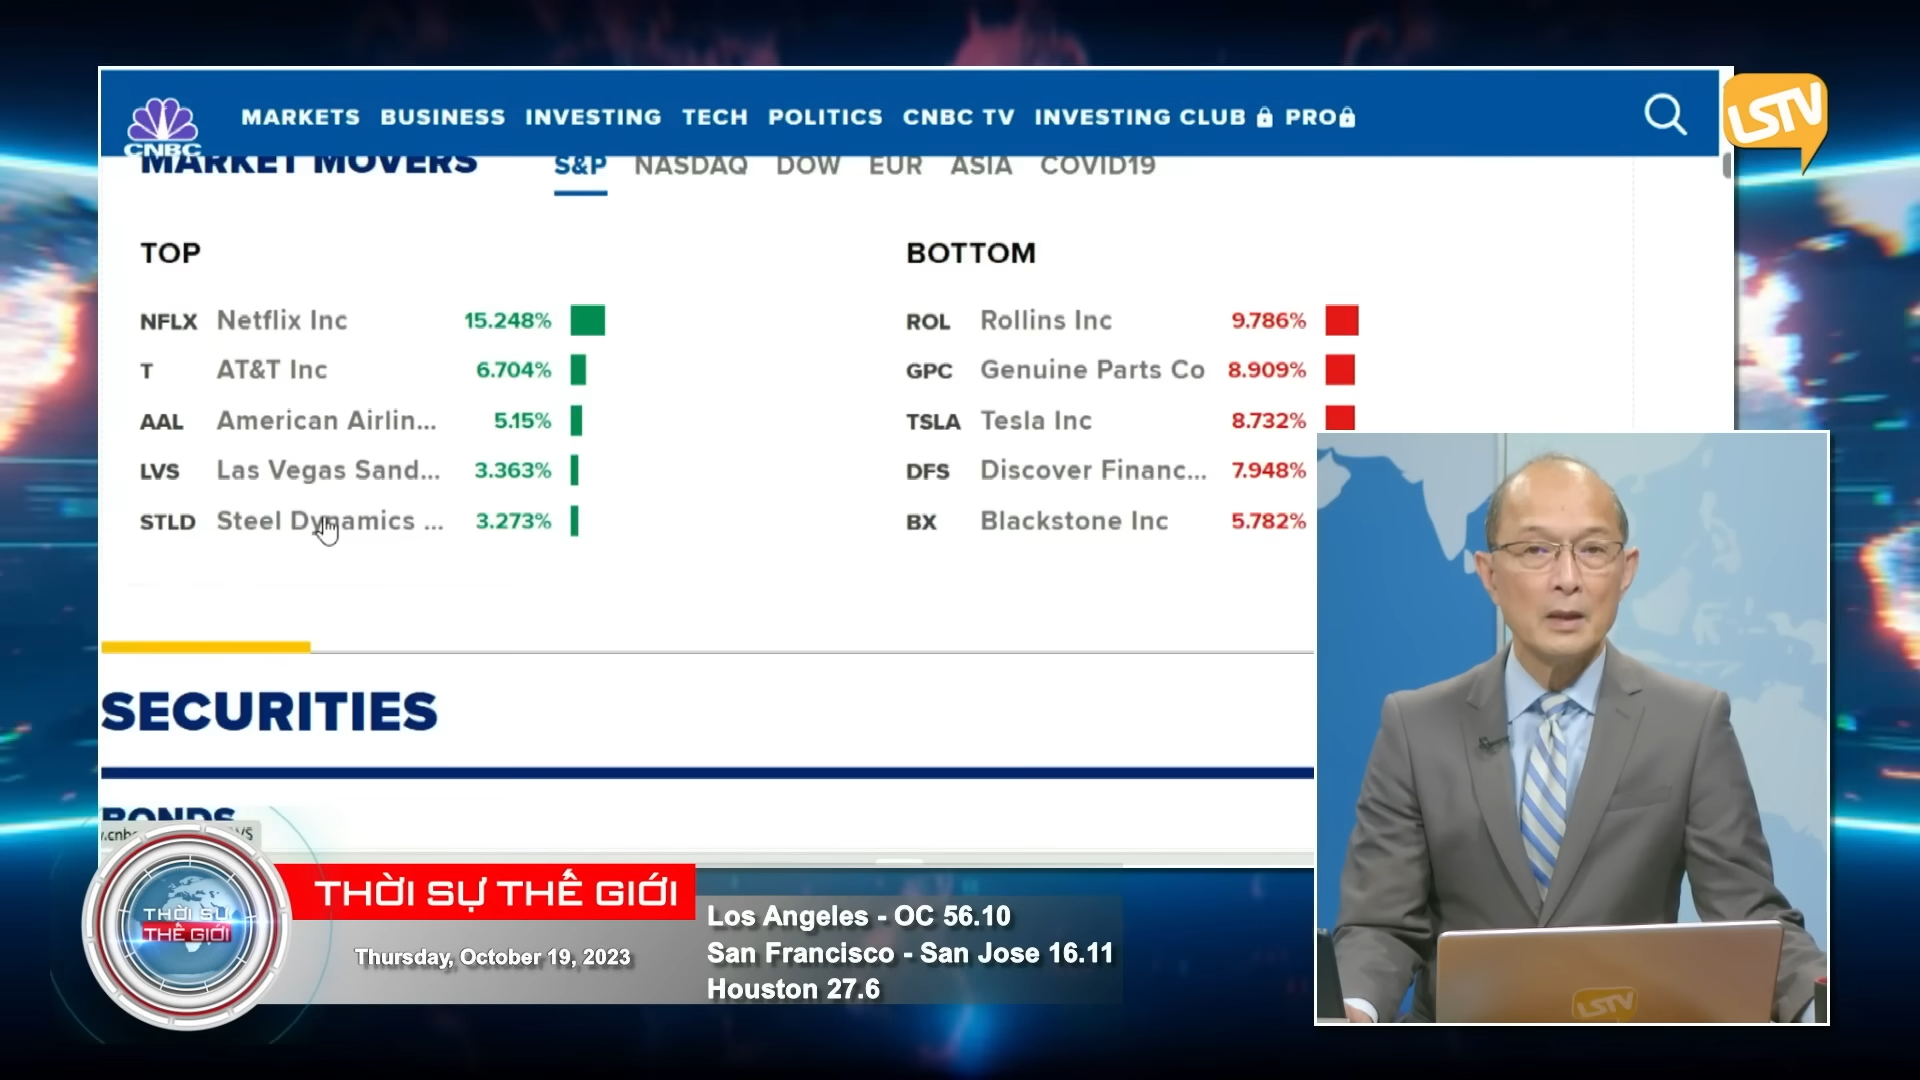 CNBC
MARKETS BUSINESS INVESTING TECH POLITICS CNBC TV INVESTING CLUB PRO
LSTV
MARKET MOVERS S&P NASDAQ DOW EUR ASIA COVID19
TOP
NFLX Netflix Inc 15.248%
T AT&T Inc 6.704%
AAL American Airlin... 5.15%
LVS Las Vegas Sand... 3.363%
STLD Steel Dynamics ... 3.273%
BOTTOM
ROL Rollins Inc 9.786%
GPC Genuine Parts Co 8.909%
TSLA Tesla Inc 8.732%
DFS Discover Financ... 7.948%
BX Blackstone Inc 5.782%
SECURITIES
BONDS
THỜI SỰ
THẾ GIỚI
THỜI SỰ THẾ GIỚI
Thursday, October 19, 2023
Los Angeles - OC 56.10
San Francisco - San Jose 16.11
Houston 27.6
LSTV